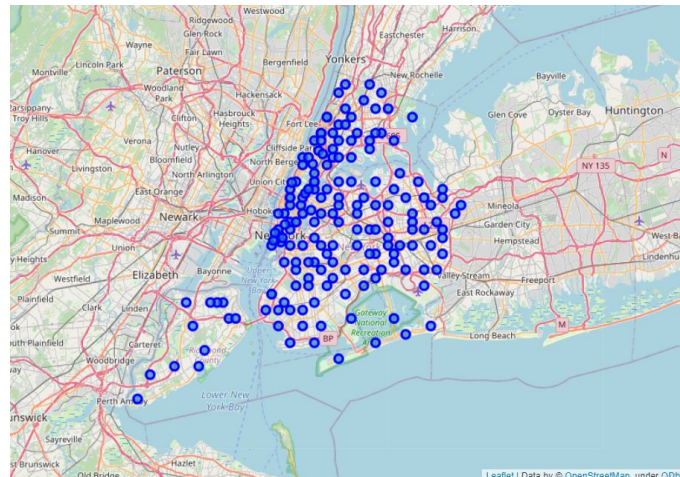 Westwood
Eastchester
Ridgewood
Glen Rock
Montville
Wayne
Fair Lawn
Bergenfield
Yonkers
Harrison
Lincoln Park
Paterson
New Rochelle
Woodland Park
Hackensack
Bayville
Parsippany-Troy Hills
Clifton
Hasbrouck Heights
Fort Lee
Glen Cove
Oyster Bay
Huntington
Verona
Nutley
Cliffside Park
Hanover
Livingston
Bloomfield
North Bergen
NY 135
N
East Orange
North Arlington
Union City
Madison
Mineola
Chatham
Maplewood
Newark
Hoboken
Garden City
Summit
Union
Hempstead
West-Ba
Westfield
Elizabeth
Bayonne
Upper New York Bay
Valley Stream
Lindenhu
Plainfield
Clark
Linden
East Rockaway
Freeport
Gateway National Recreation
Long Beach
M
South Plainfield
Carteret
BP
Woodbridge
County
Perth Amboy
Lower New York Bay
unswick
Sayreville
Hazlet
East Brunswick
Old Bridge
Leaflet | Data by © OpenStreetMap, under ODb